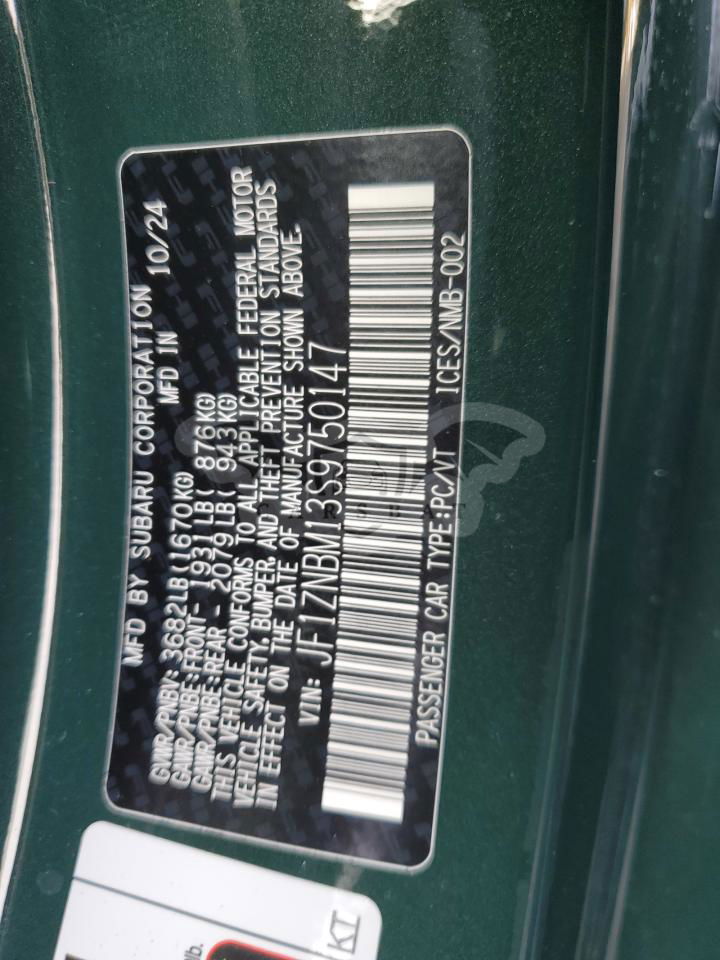 MFD BY SUBARU CORPORATION
MFD IN 10/24
GVWR/PNBV: 3682LB(1670KG)
GAWR/PNBE:FRONT- 1931LB( 876KG)
GAWR/PNBE:REAR - 2079LB( 943KG)
THIS VEHICLE CONFORMS TO ALL APPLICABLE FEDERAL MOTOR
VEHICLE SAFETY, BUMPER, AND THEFT PREVENTION STANDARDS
IN EFFECT ON THE DATE OF MANUFACTURE SHOWN ABOVE.
VIN: JF1ZNBM13S9750147
PASSENGER CAR TYPE:PC/VT ICES/NMB-002
lb.
KT